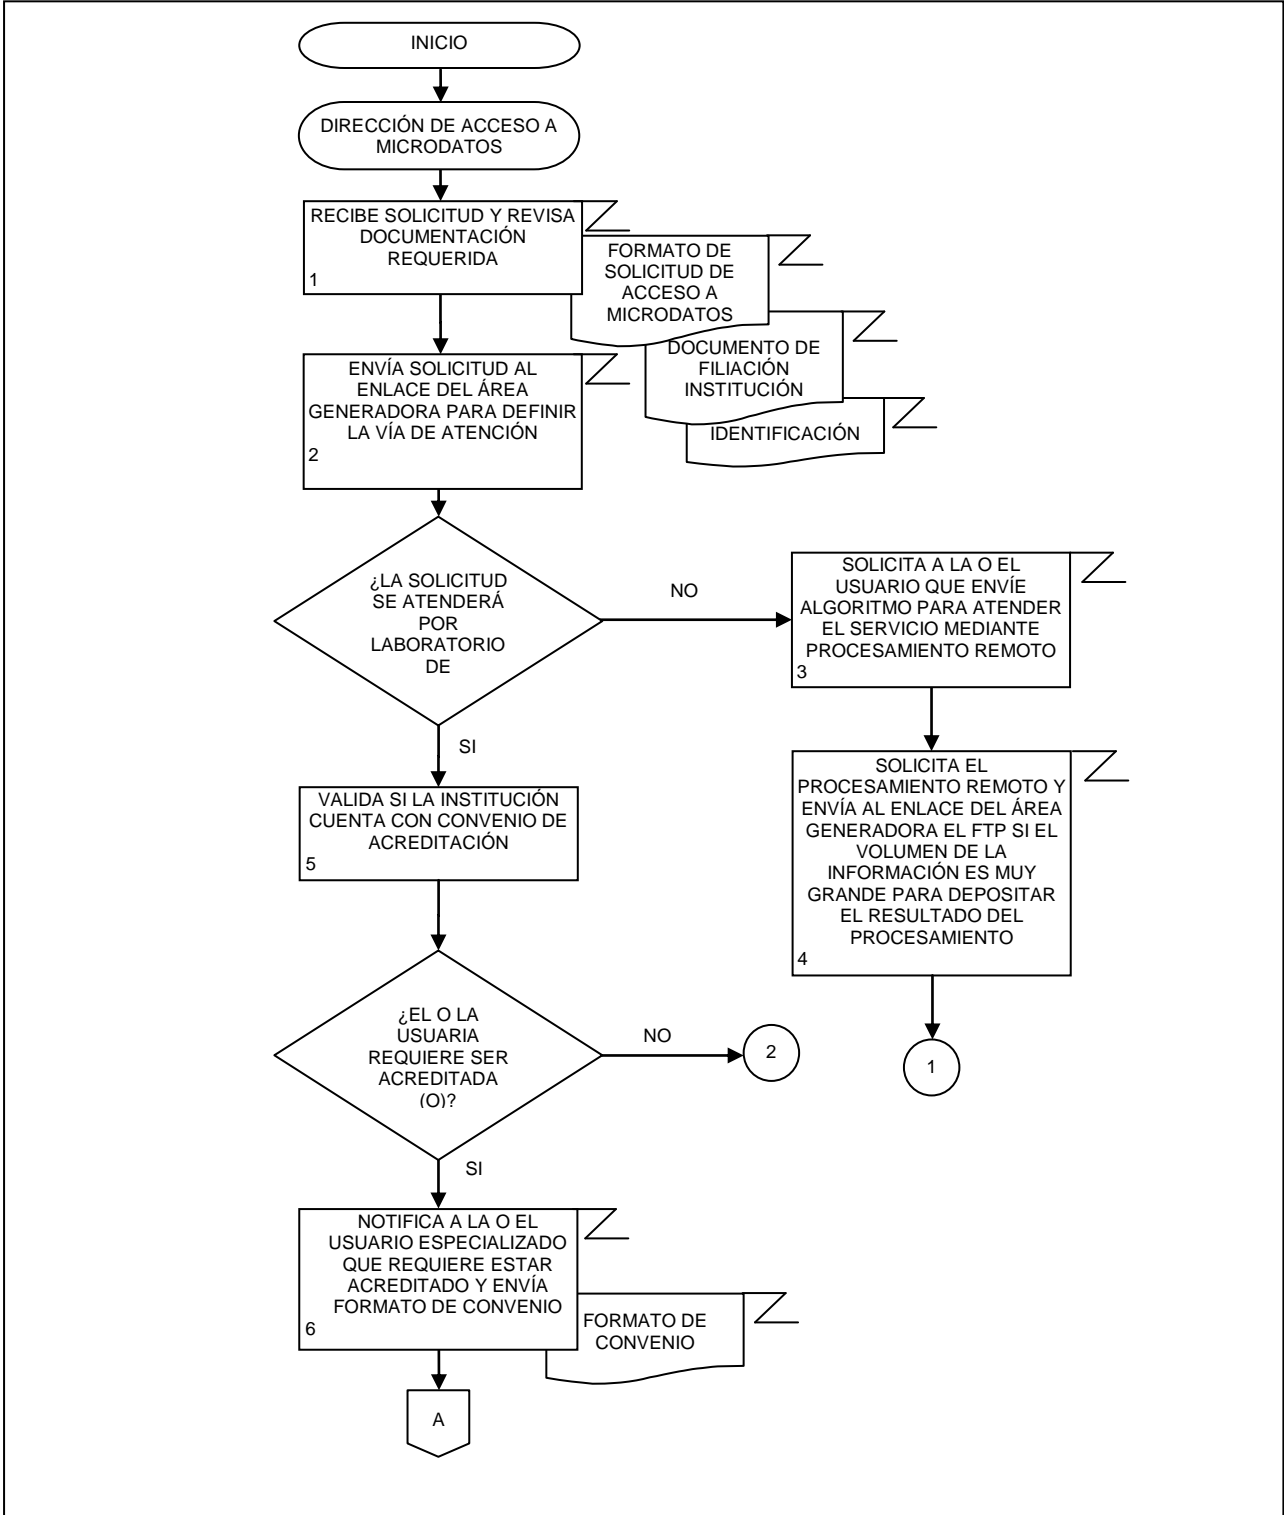 INICIO
DIRECCIÓN DE ACCESO A
MICRODATOS
RECIBE SOLICITUD Y REVISA
DOCUMENTACIÓN
REQUERIDA
1
FORMATO DE
SOLICITUD DE
ACCESO A
MICRODATOS
DOCUMENTO DE
FILIACIÓN
INSTITUCIÓN
IDENTIFICACIÓN
ENVÍA SOLICITUD AL
ENLACE DEL ÁREA
GENERADORA PARA DEFINIR
LA VÍA DE ATENCIÓN
2
¿LA SOLICITUD
SE ATENDERÁ
POR
LABORATORIO
DE
NO
SOLICITA A LA O EL
USUARIO QUE ENVÍE
ALGORITMO PARA ATENDER
EL SERVICIO MEDIANTE
PROCESAMIENTO REMOTO
3
SOLICITA EL
PROCESAMIENTO REMOTO Y
ENVÍA AL ENLACE DEL ÁREA
GENERADORA EL FTP SI EL
VOLUMEN DE LA
INFORMACIÓN ES MUY
GRANDE PARA DEPOSITAR
EL RESULTADO DEL
PROCESAMIENTO
4
1
SI
VALIDA SI LA INSTITUCIÓN
CUENTA CON CONVENIO DE
ACREDITACIÓN
5
¿EL O LA
USUARIA
REQUIERE SER
ACREDITADA
(O)?
NO
2
SI
NOTIFICA A LA O EL
USUARIO ESPECIALIZADO
QUE REQUIERE ESTAR
ACREDITADO Y ENVÍA
FORMATO DE CONVENIO
6
FORMATO DE
CONVENIO
A